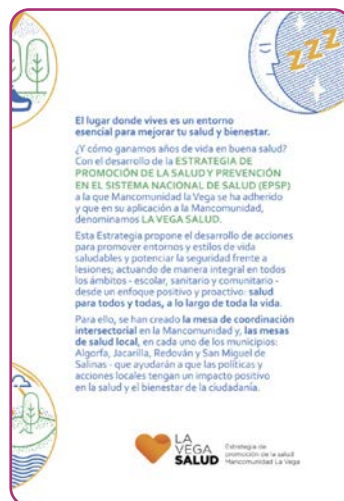 ZZZ
El lugar donde vives es un entorno
esencial para mejorar tu salud y bienestar.
¿Y cómo ganamos años de vida en buena salud?
Con el desarrollo de la ESTRATEGIA DE
PROMOCIÓN DE LA SALUD Y PREVENCIÓN
EN EL SISTEMA NACIONAL DE SALUD (EPSP)
a la que Mancomunidad la Vega se ha adherido
y que en su aplicación a la Mancomunidad,
denominamos LA VEGA SALUD.
Esta Estrategia propone el desarrollo de acciones
para promover entornos y estilos de vida
saludables y potenciar la seguridad frente a
lesiones; actuando de manera integral en todos
los ámbitos - escolar, sanitario y comunitario -
desde un enfoque positivo y proactivo: salud
para todos y todas, a lo largo de toda la vida.
Para ello, se han creado la mesa de coordinación
intersectorial en la Mancomunidad y, las mesas
de salud local, en cada uno de los municipios:
Algorfa, Jacarilla, Redován y San Miguel de
Salinas - que ayudarán a que las políticas y
acciones locales tengan un impacto positivo
en la salud y el bienestar de la ciudadanía.
LA
VEGA
SALUD
Estrategia de
promoción de la salud
Mancomunidad La Vega